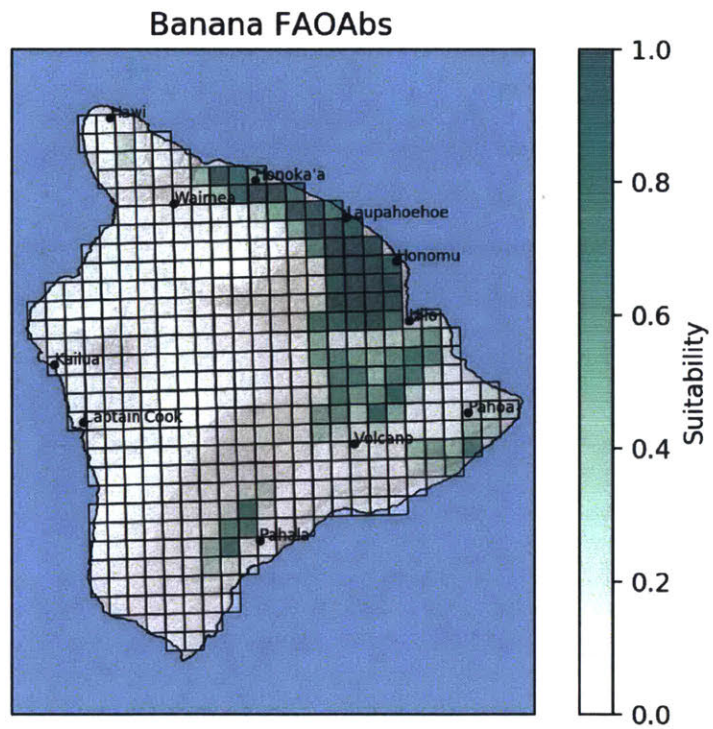 Banana FAOAbs
1.0
Hawi
Honoka'a
0.8
Waimea
Laupahoehoe
Honomu
Hilo
0.6
Kailua
Suitability
Captain Cook
Pahoa
Volcano
0.4
Pahala
0.2
0.0